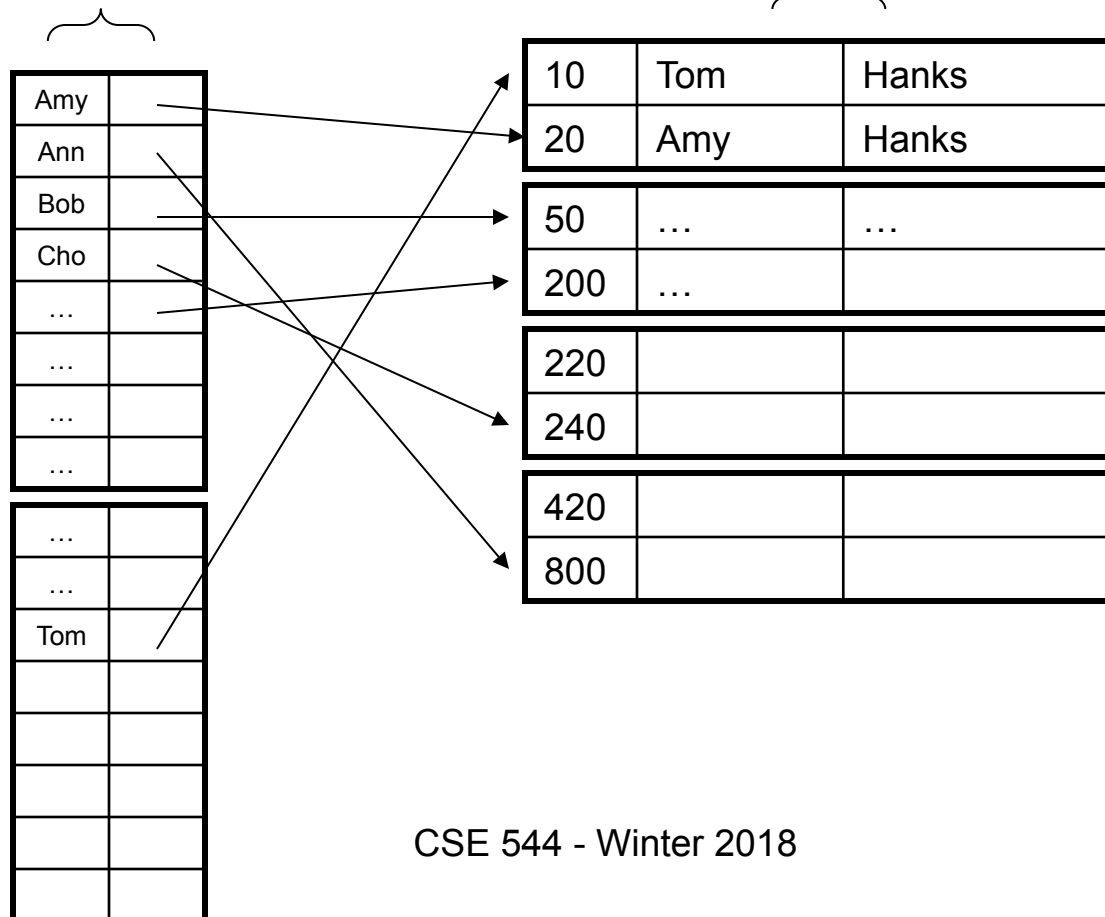 Amy
Ann
Bob
Cho
…
…
…
…
…
…
Tom
10 Tom Hanks
20 Amy Hanks
50 … …
200 …
220
240
420
800
CSE 544 - Winter 2018